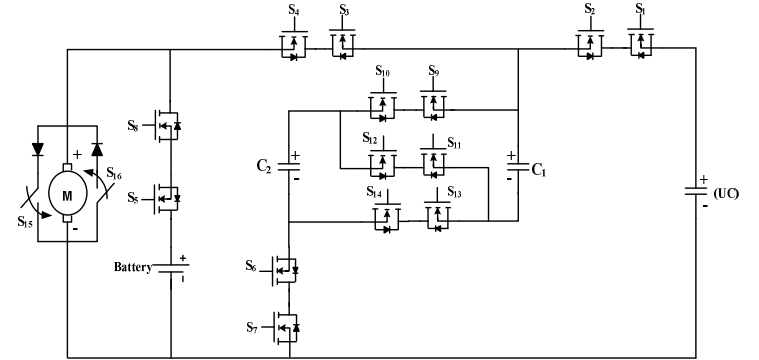 S4 S3 S2 S1
S10 S9
S8
S12 S11
+ + +
C2 C1
S16 - - +
M S5 S14 S13 (UC)
S15 -
-
Battery + S6
-
S7